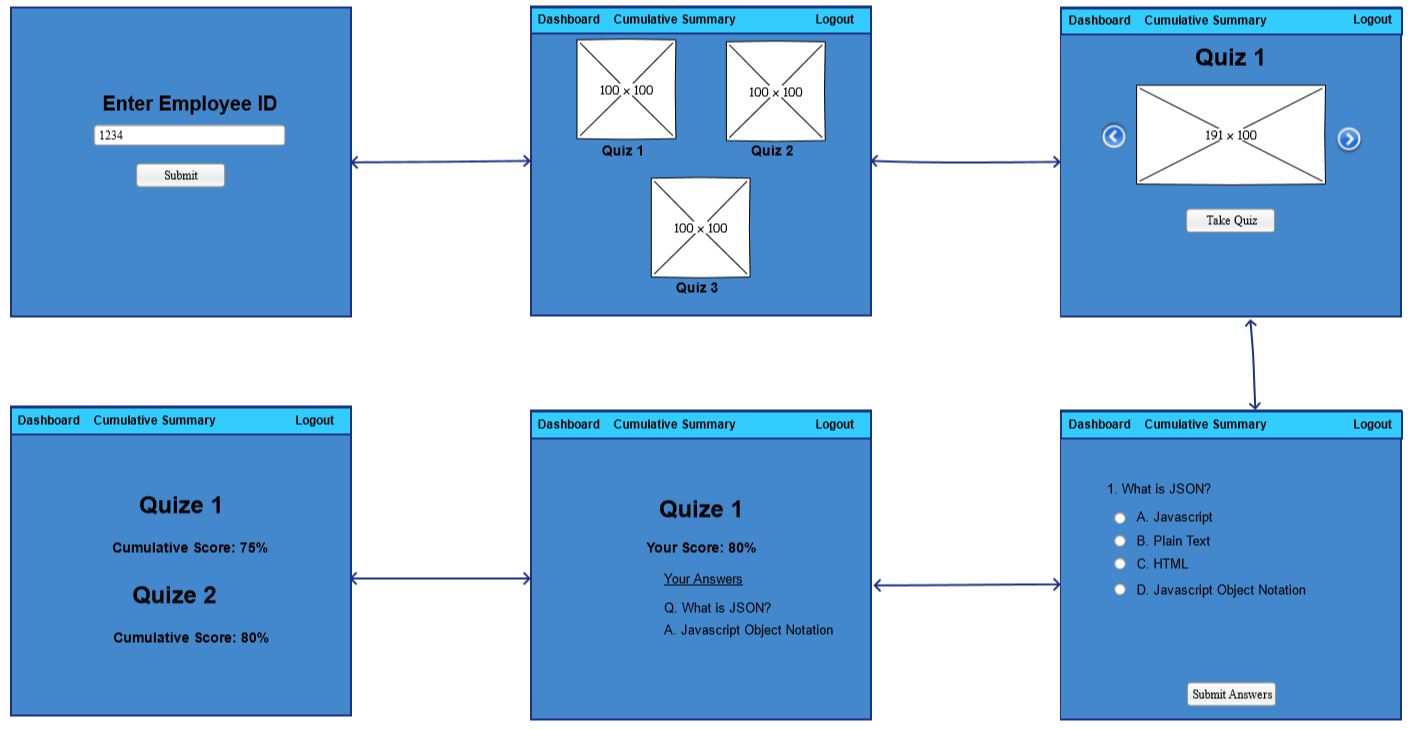 Enter Employee ID
1234
Submit
Dashboard Cumulative Summary Logout
100 x 100
100 x 100
Quiz 1
Quiz 2
100 x 100
Quiz 3
Dashboard Cumulative Summary Logout
Quiz 1
191 x 100
Take Quiz
Dashboard Cumulative Summary Logout
Quize 1
Cumulative Score: 75%
Quize 2
Cumulative Score: 80%
Dashboard Cumulative Summary Logout
Quize 1
Your Score: 80%
Your Answers
Q. What is JSON?
A. Javascript Object Notation
Dashboard Cumulative Summary Logout
1. What is JSON?
A. Javascript
B. Plain Text
C. HTML
D. Javascript Object Notation
Submit Answers